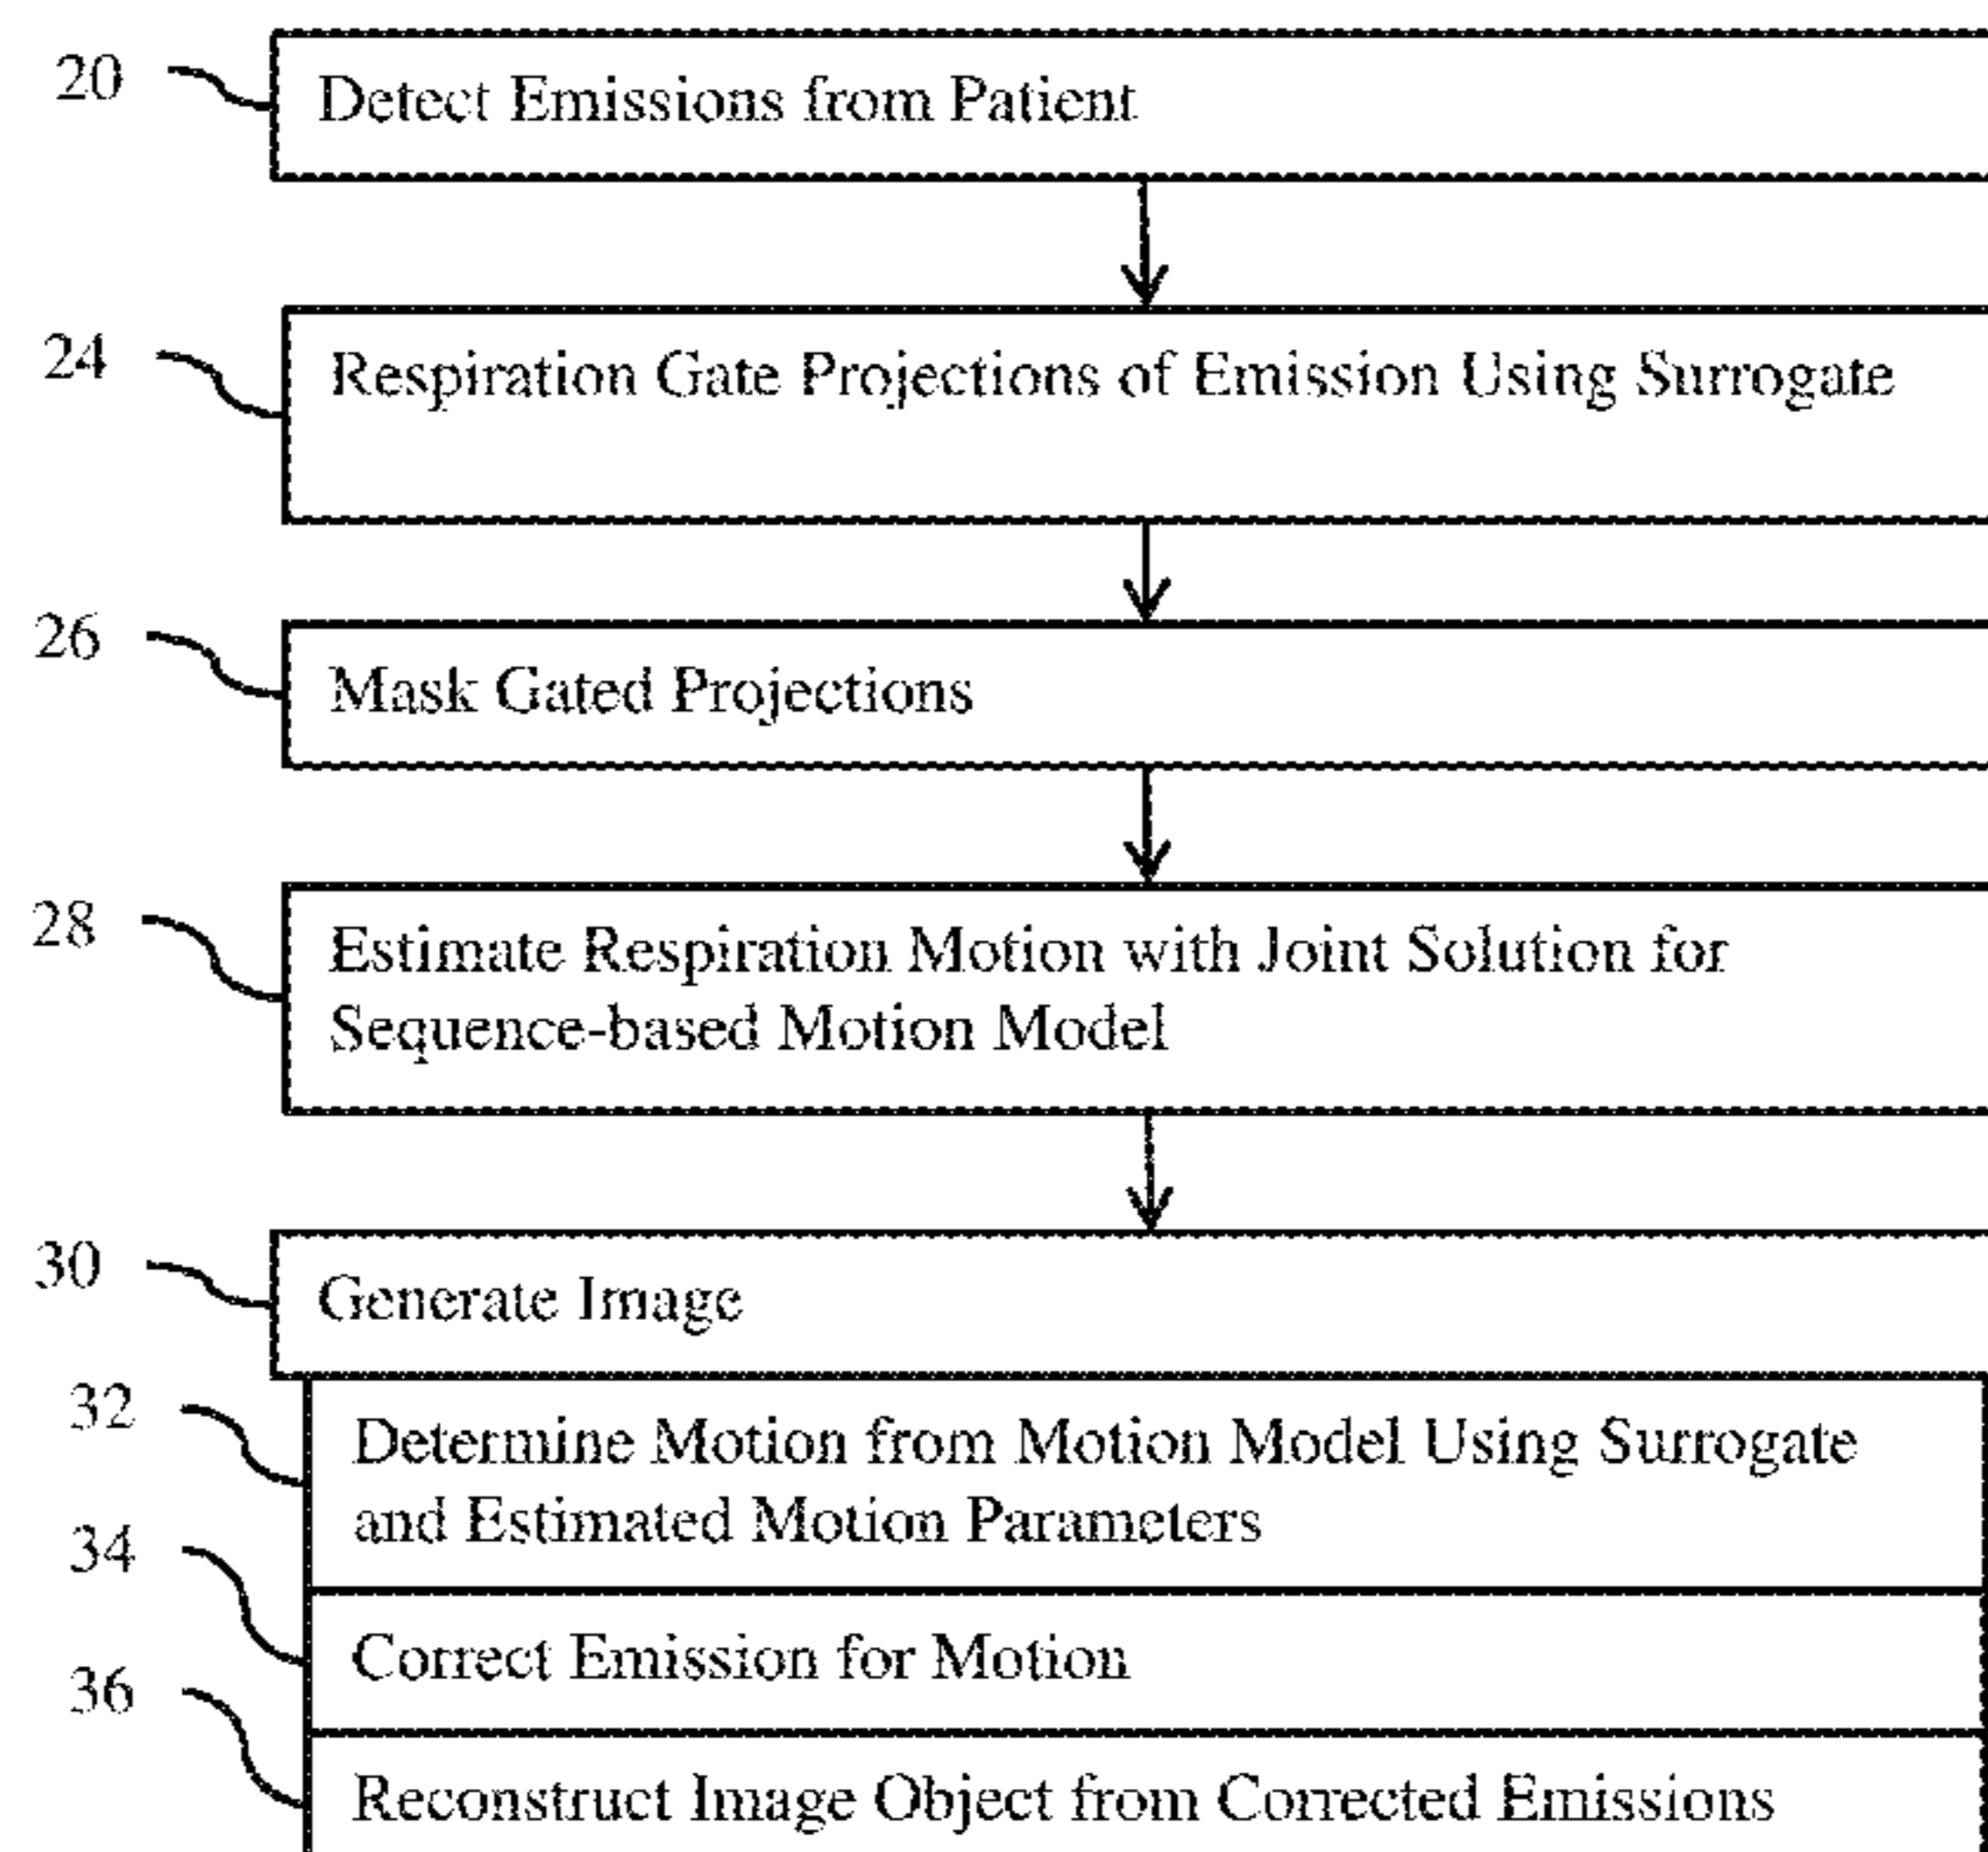 20
Detect Emissions from Patient
24
Respiration Gate Projections of Emission Using Surrogate
26
Mask Gated Projections
28
Estimate Respiration Motion with Joint Solution for
Sequence-based Motion Model
30
Generate Image
32
Determine Motion from Motion Model Using Surrogate
and Estimated Motion Parameters
34
Correct Emission for Motion
36
Reconstruct Image Object from Corrected Emissions